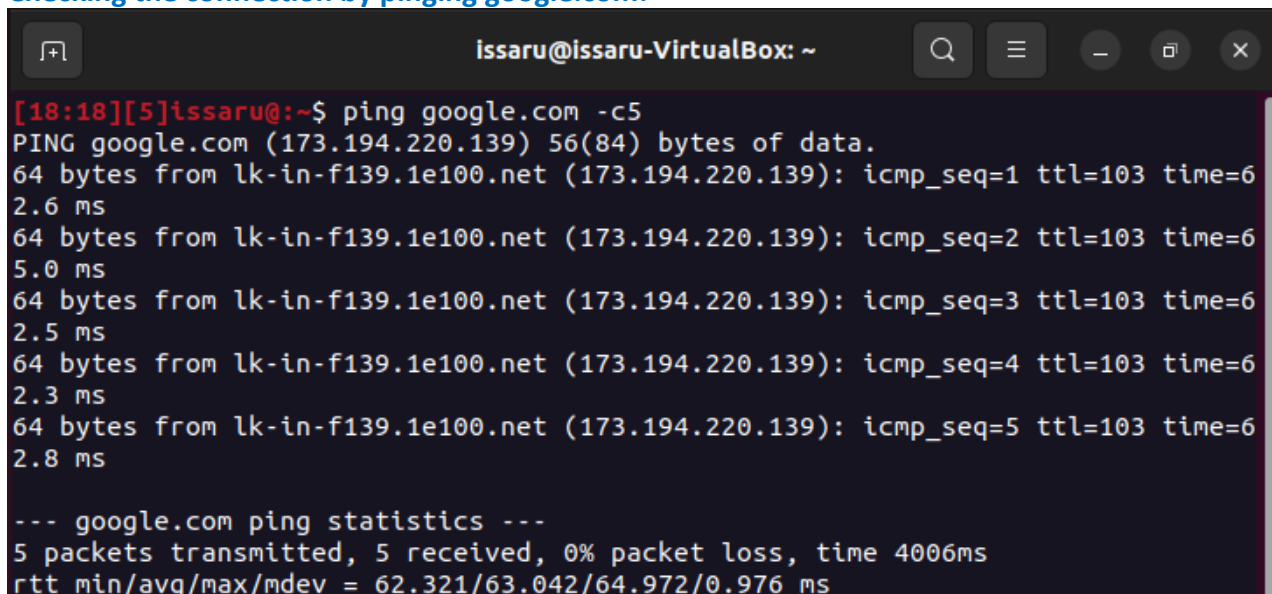 Checking the connection by pinging google.com.
issaru@issaru-VirtualBox: ~
[18:18][5]issaru@:~$ ping google.com -c5
PING google.com (173.194.220.139) 56(84) bytes of data.
64 bytes from lk-in-f139.1e100.net (173.194.220.139): icmp_seq=1 ttl=103 time=6
2.6 ms
64 bytes from lk-in-f139.1e100.net (173.194.220.139): icmp_seq=2 ttl=103 time=6
5.0 ms
64 bytes from lk-in-f139.1e100.net (173.194.220.139): icmp_seq=3 ttl=103 time=6
2.5 ms
64 bytes from lk-in-f139.1e100.net (173.194.220.139): icmp_seq=4 ttl=103 time=6
2.3 ms
64 bytes from lk-in-f139.1e100.net (173.194.220.139): icmp_seq=5 ttl=103 time=6
2.8 ms
--- google.com ping statistics ---
5 packets transmitted, 5 received, 0% packet loss, time 4006ms
rtt min/avg/max/mdev = 62.321/63.042/64.972/0.976 ms